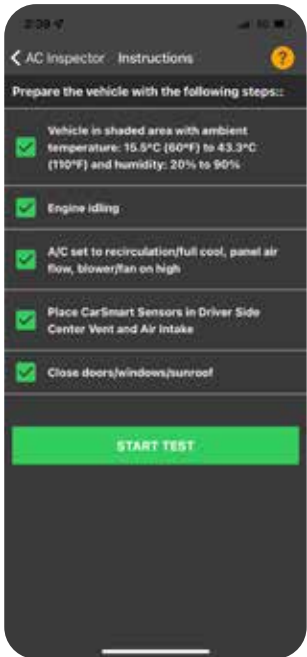 2:39
AC Inspector Instructions ?
Prepare the vehicle with the following steps::
Vehicle in shaded area with ambient
temperature: 15.5°C (60°F) to 43.3°C
(110°F) and humidity: 20% to 90%
Engine idling
A/C set to recirculation/full cool, panel air
flow, blower/fan on high
Place CarSmart Sensors in Driver Side
Center Vent and Air Intake
Close doors/windows/sunroof
START TEST